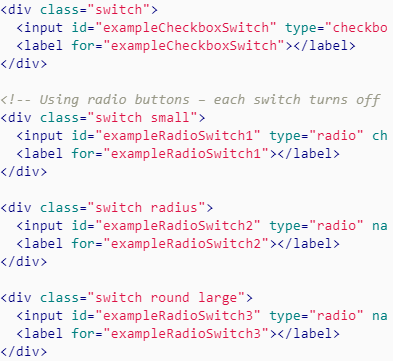 <div class="switch">
  <input id="exampleCheckboxSwitch" type="checkbo
  <label for="exampleCheckboxSwitch"></label>
</div>

<!-- Using radio buttons – each switch turns off
<div class="switch small">
  <input id="exampleRadioSwitch1" type="radio" ch
  <label for="exampleRadioSwitch1"></label>
</div>

<div class="switch radius">
  <input id="exampleRadioSwitch2" type="radio" na
  <label for="exampleRadioSwitch2"></label>
</div>

<div class="switch round large">
  <input id="exampleRadioSwitch3" type="radio" na
  <label for="exampleRadioSwitch3"></label>
</div>